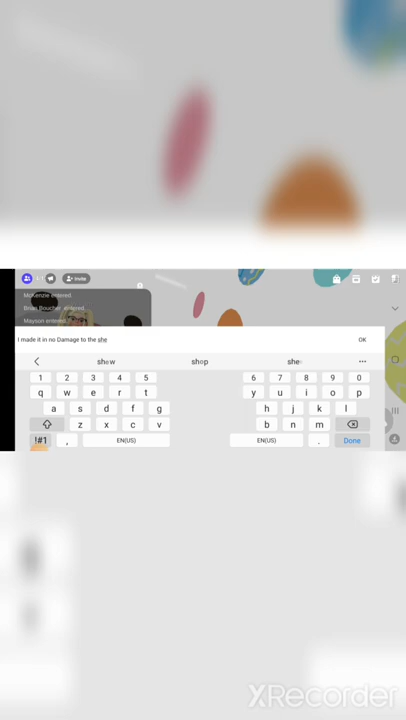 Invite
McKenzie entered.
Brian Boucher entered.
Mayson entered.
I made it in no Damage to the she
OK
shew shop she
1 2 3 4 5 6 7 8 9 0
q w e r t y u i o p
a s d f g h j k l
z x c v b n m
!#1 , EN(US) EN(US) . Done
XRecorder